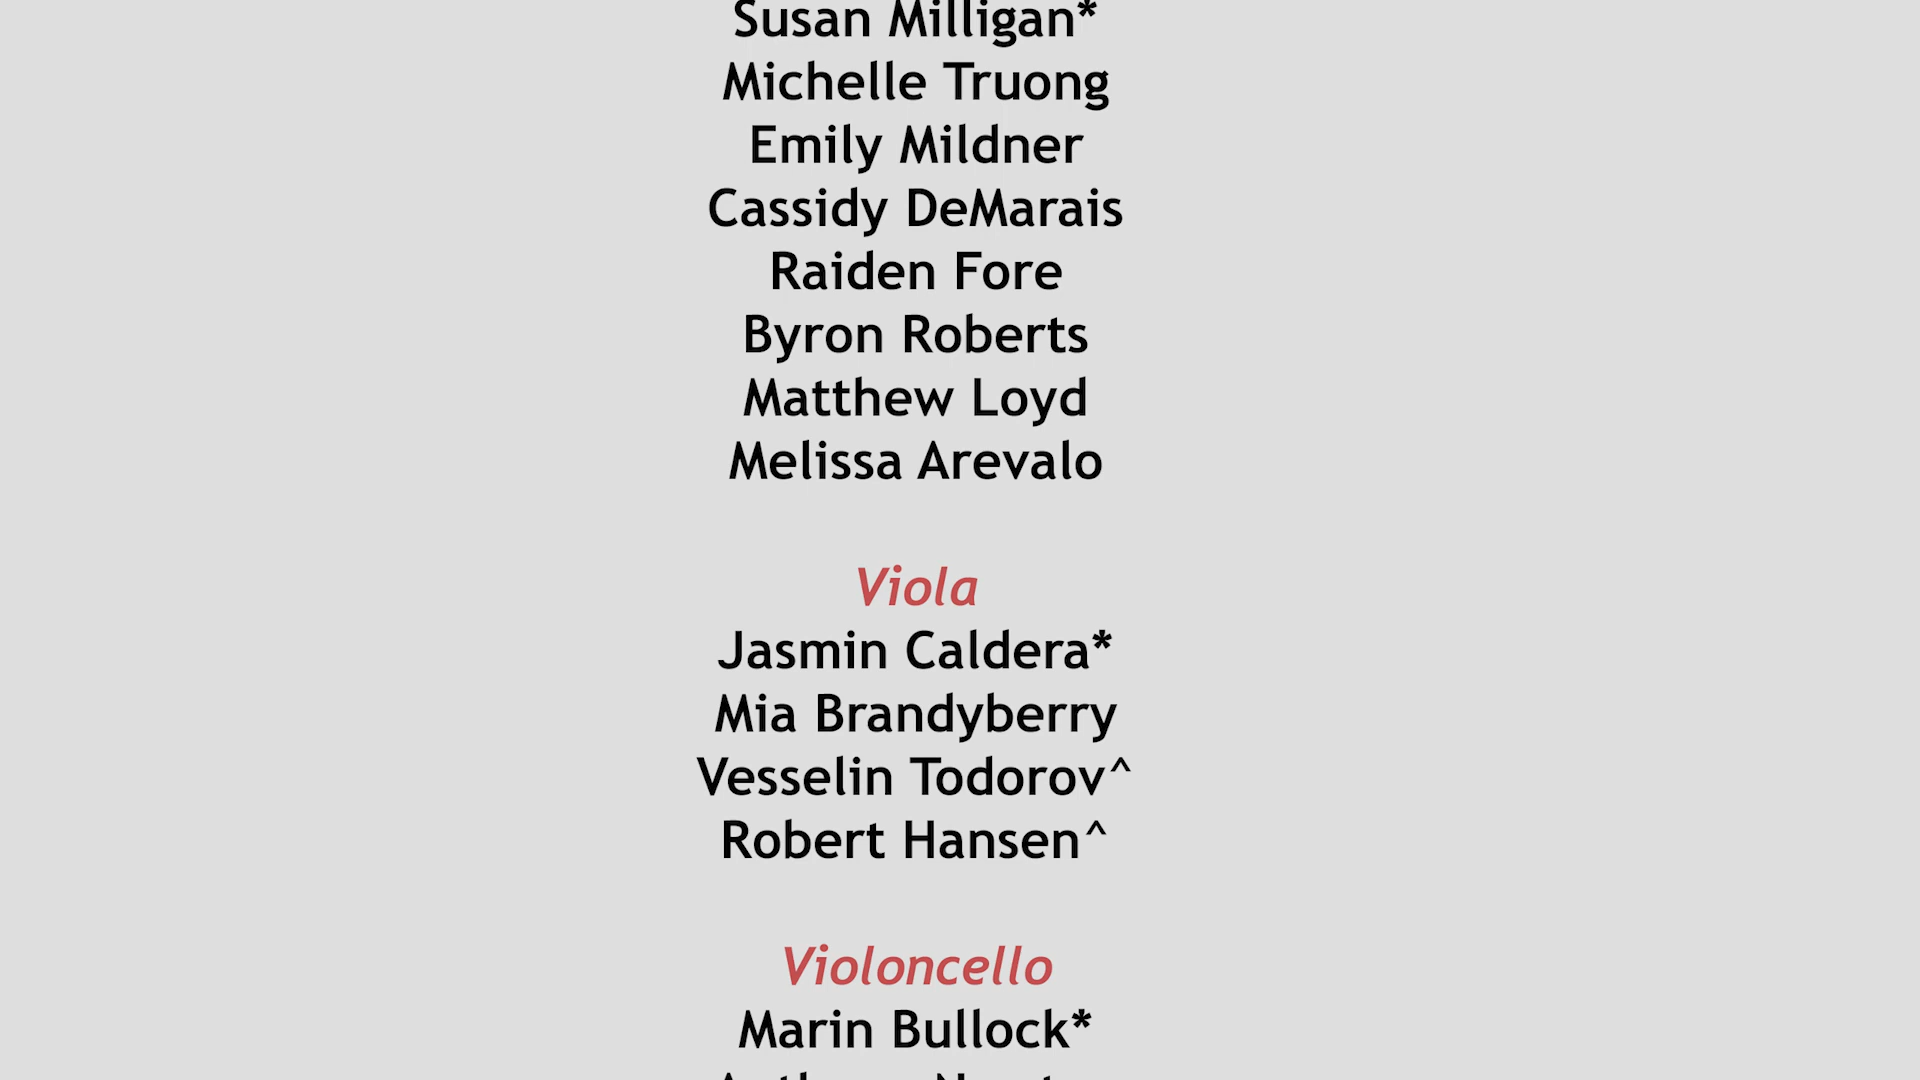 Susan Milligan*
Michelle Truong
Emily Mildner
Cassidy DeMarais
Raiden Fore
Byron Roberts
Matthew Loyd
Melissa Arevalo
Viola
Jasmin Caldera*
Mia Brandyberry
Vesselin Todorov^
Robert Hansen^
Violoncello
Marin Bullock*